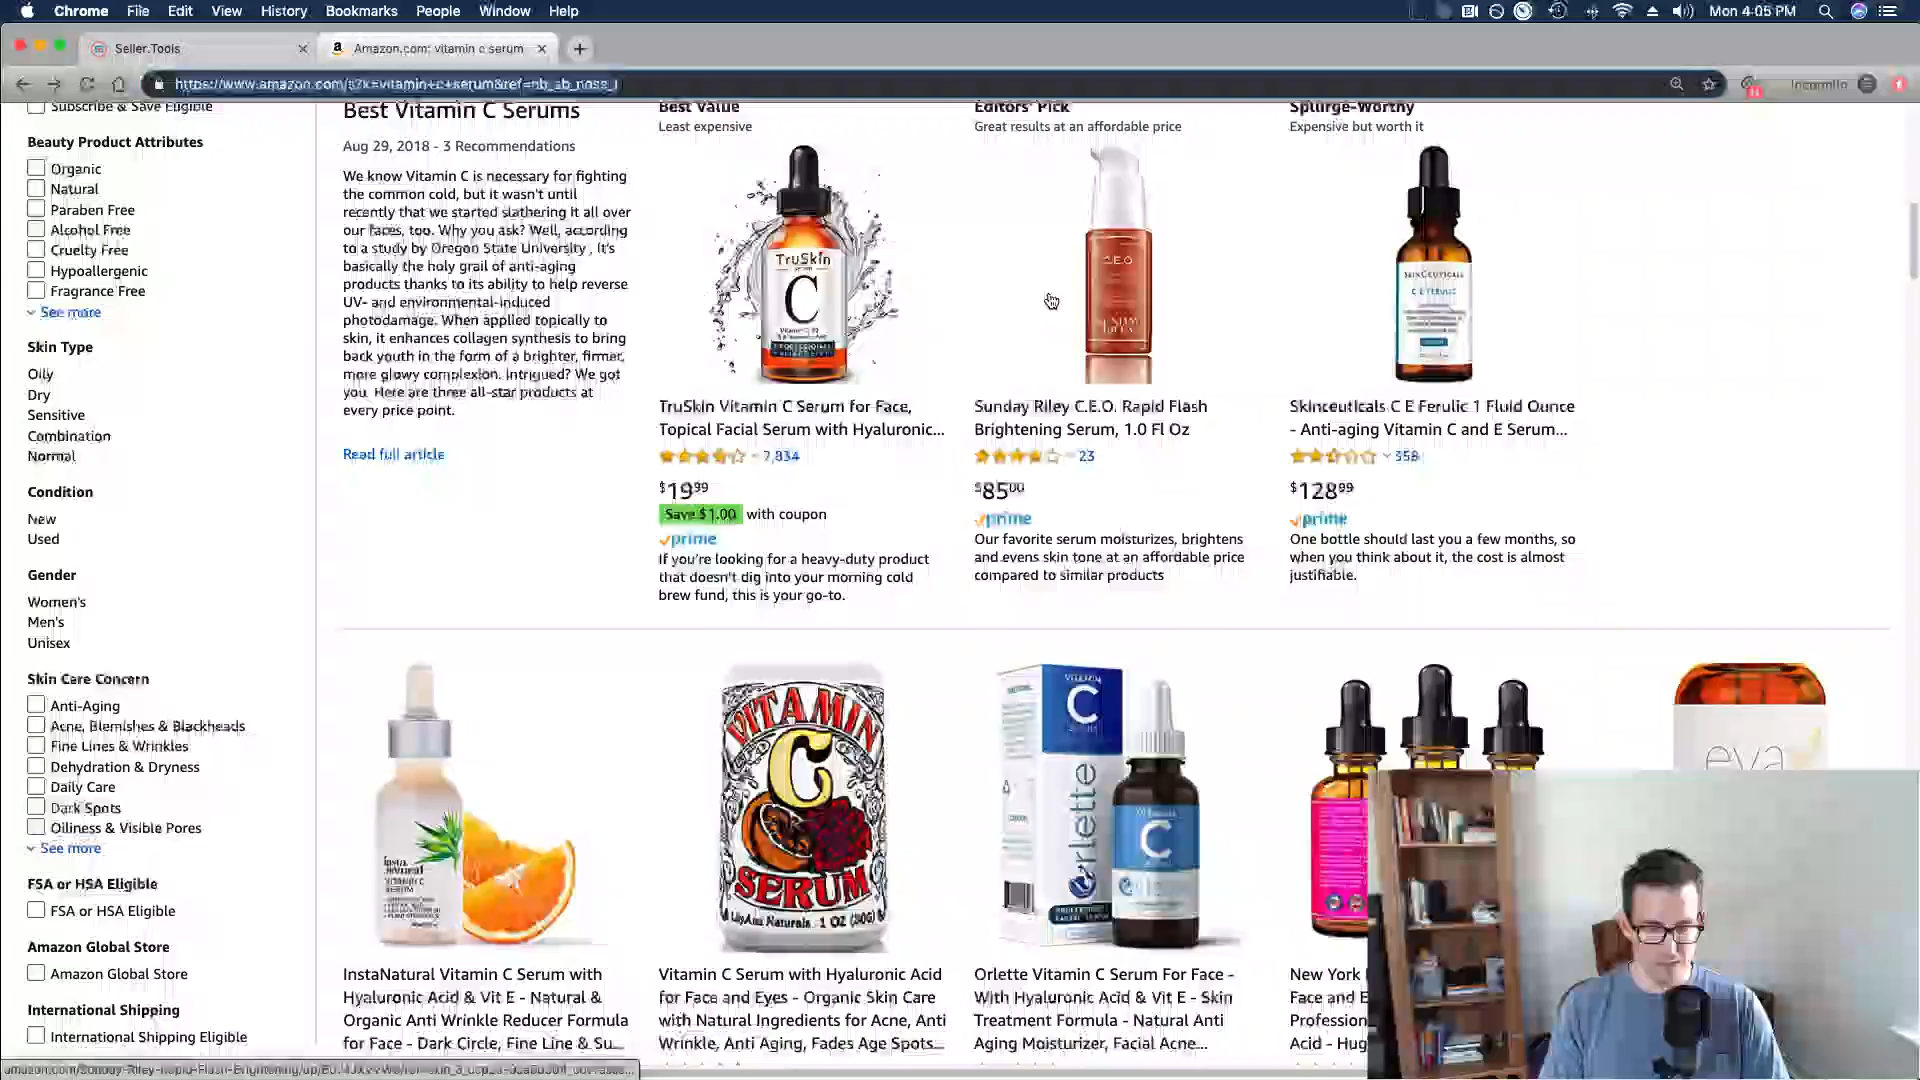 Chrome File Edit View History Bookmarks People Window Help
Mon 4:05 PM
Seller.Tools
Amazon.com: vitamin c serum
Incognito
Subscribe & Save Eligible
Beauty Product Attributes
Organic
Natural
Paraben Free
Alcohol Free
Cruelty Free
Hypoallergenic
Fragrance Free
See more
Skin Type
Oily
Dry
Sensitive
Combination
Normal
Condition
New
Used
Gender
Women's
Men's
Unisex
Skin Care Concern
Anti-Aging
Acne, Blemishes & Blackheads
Fine Lines & Wrinkles
Dehydration & Dryness
Daily Care
Dark Spots
Oiliness & Visible Pores
See more
FSA or HSA Eligible
FSA or HSA Eligible
Amazon Global Store
Amazon Global Store
International Shipping
International Shipping Eligible
Best Vitamin C Serums
Aug 29, 2018 - 3 Recommendations
We know Vitamin C is necessary for fighting
the common cold, but it wasn't until
recently that we started slathering it all over
our faces, too. Why you ask? Well, according
to a study by Oregon State University , it's
basically the holy grail of anti-aging
products thanks to its ability to help reverse
UV- and environmental-induced
photodamage. When applied topically to
skin, it enhances collagen synthesis to bring
back youth in the form of a brighter, firmer,
more glowy complexion. Intrigued? We got
you. Here are three all-star products at
every price point.
Read full article
Best Value
Least expensive
TruSkin
C
TruSkin Vitamin C Serum for Face,
Topical Facial Serum with Hyaluronic...
$19.99
Save $1.00 with coupon
prime
If you're looking for a heavy-duty product
that doesn't dig into your morning cold
brew fund, this is your go-to.
Editors' Pick
Great results at an affordable price
C.E.O
Sunday Riley C.E.O. Rapid Flash
Brightening Serum, 1.0 Fl Oz
23
$85.00
prime
Our favorite serum moisturizes, brightens
and evens skin tone at an affordable price
compared to similar products
Splurge-Worthy
Expensive but worth it
SKINCEUTICALS
C E FERULIC
Skinceuticals C E Ferulic 1 Fluid Ounce
- Anti-aging Vitamin C and E Serum...
$128.99
prime
One bottle should last you a few months, so
when you think about it, the cost is almost
justifiable.
InstaNatural Vitamin C Serum with
Hyaluronic Acid & Vit E - Natural &
Organic Anti Wrinkle Reducer Formula
for Face - Dark Circle, Fine Line & Su...
VITAMIN
C
SERUM
LilyAna Naturals 1 OZ (30G)
Vitamin C Serum with Hyaluronic Acid
for Face and Eyes - Organic Skin Care
with Natural Ingredients for Acne, Anti
Wrinkle, Anti Aging, Fades Age Spots...
VITAMIN
C
Orlette
C
Orlette Vitamin C Serum For Face -
With Hyaluronic Acid & Vit E - Skin
Treatment Formula - Natural Anti
Aging Moisturizer, Facial Acne...
New York
Face and E
Profession
Acid - Hug
eva